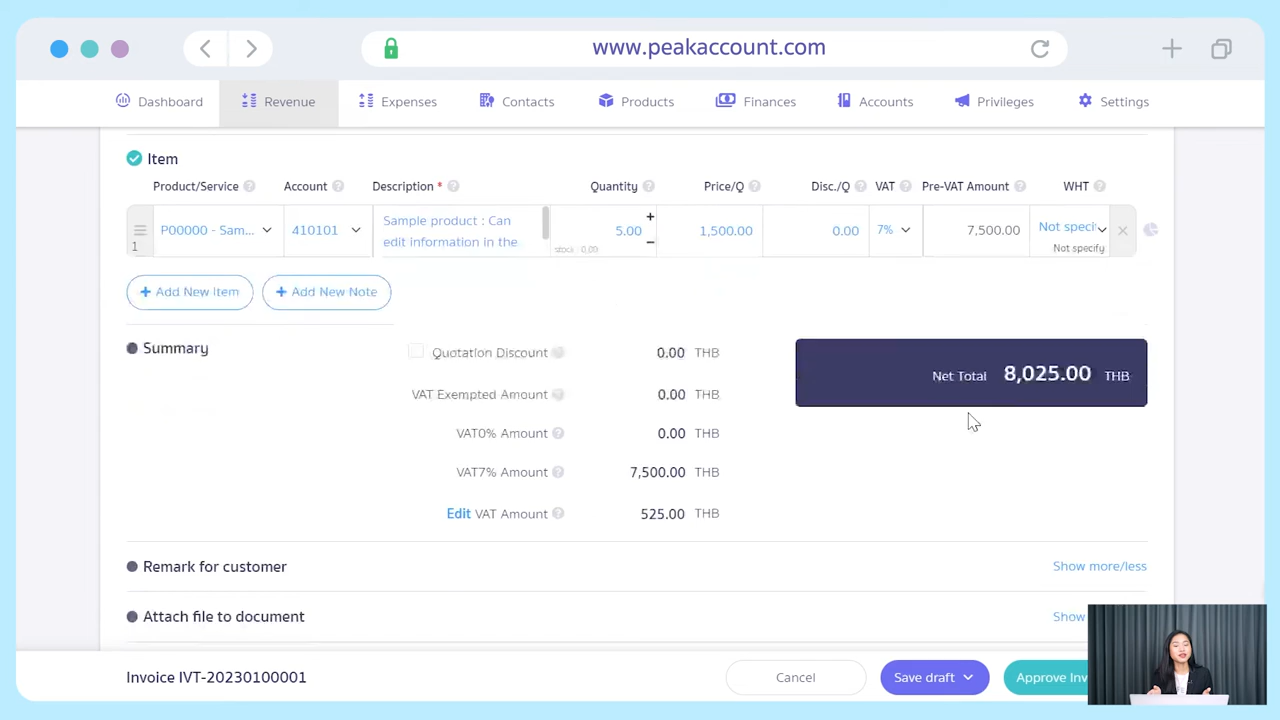 www.peakaccount.com
Dashboard Revenue Expenses Contacts Products Finances Accounts Privileges Settings
Item
Product/Service ? Account ? Description * ? Quantity ? Price/Q ? Disc./Q ? VAT ? Pre-VAT Amount ? WHT ?
1 P00000 - Sam... 410101 Sample product : Can 5.00 + 1,500.00 0.00 7% 7,500.00 Not speci
edit information in the stock : 0.00 − Not specify
+ Add New Item + Add New Note
Summary
Quotation Discount 0.00 THB
Net Total 8,025.00 THB
VAT Exempted Amount 0.00 THB
VAT0% Amount ? 0.00 THB
VAT7% Amount ? 7,500.00 THB
Edit VAT Amount ? 525.00 THB
Remark for customer Show more/less
Attach file to document Show
Invoice IVT-20230100001 Cancel Save draft Approve Inv